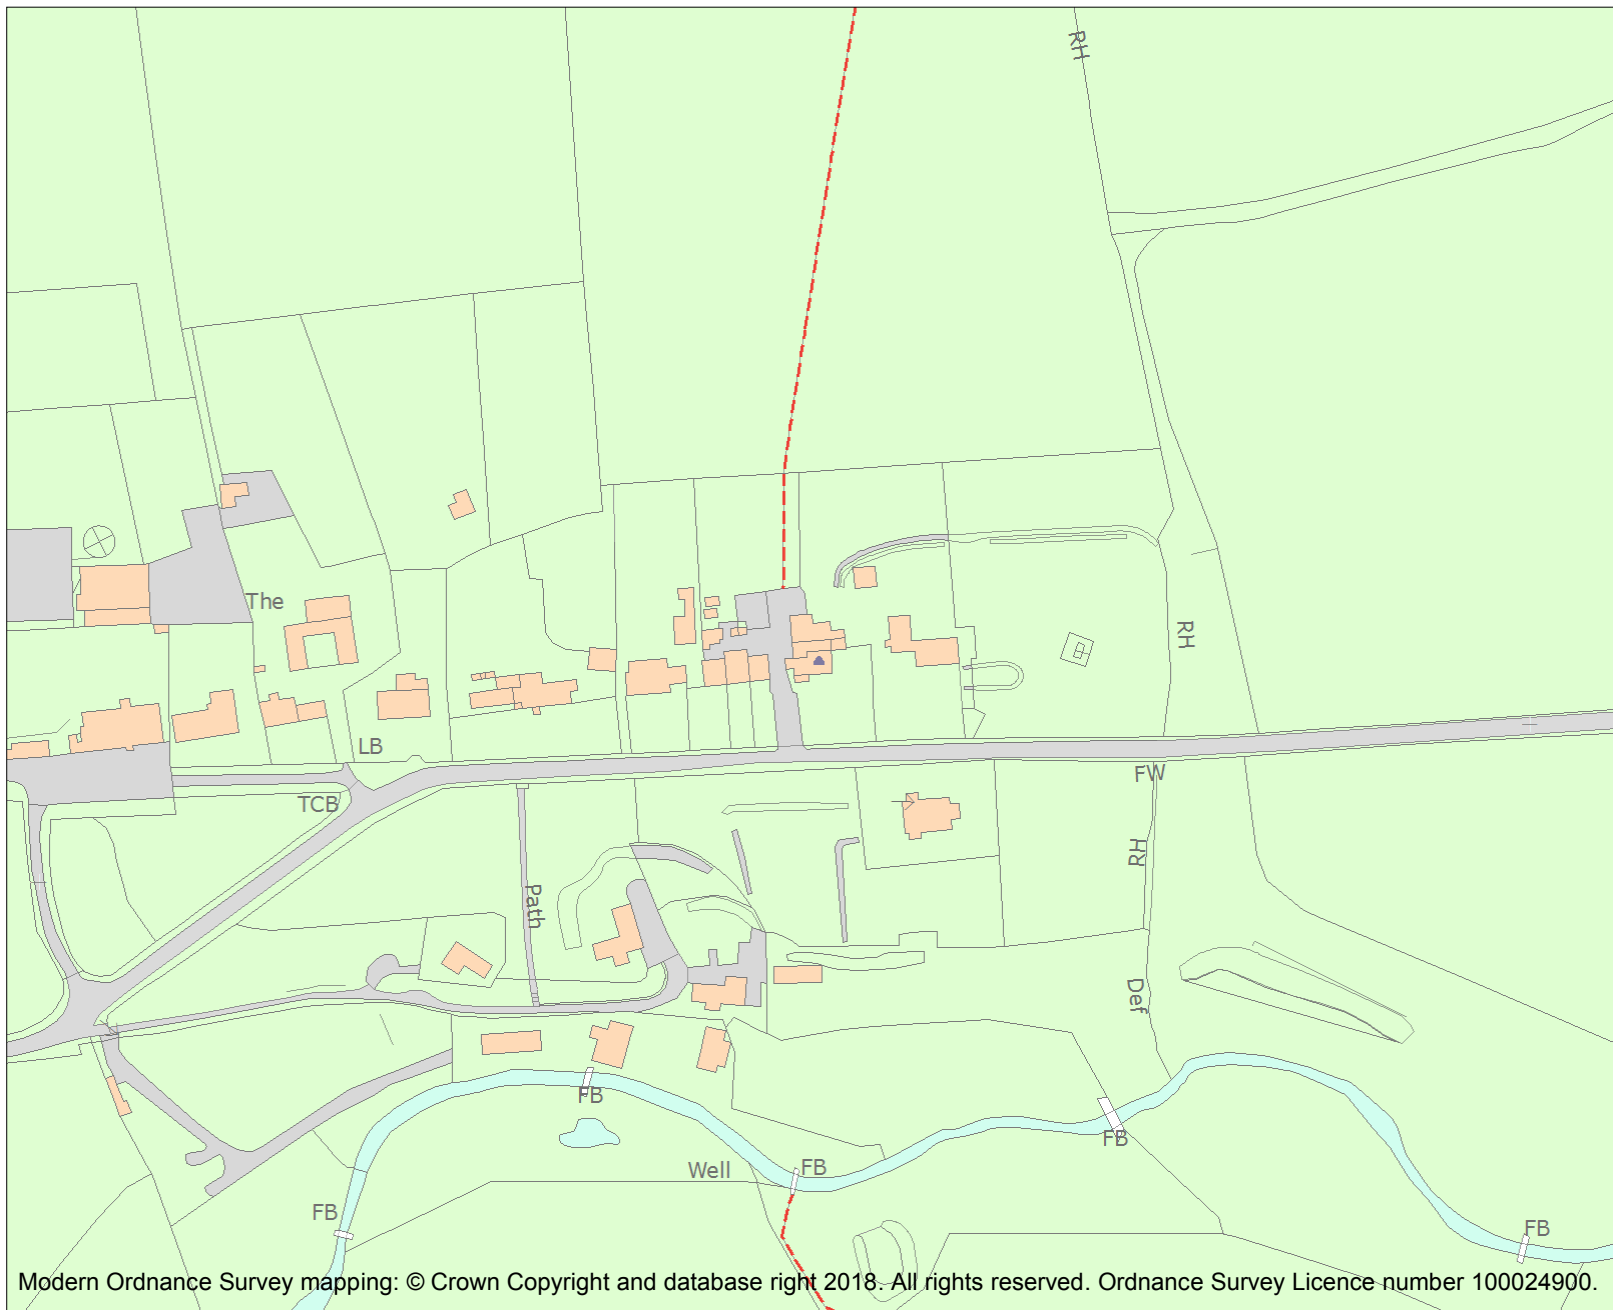 RH
The
RH
LB
FW
TCB
RH
Path
Def
FB
FB
FB
Well
FB
FB
Modern Ordnance Survey mapping: © Crown Copyright and database right 2018. All rights reserved. Ordnance Survey Licence number 100024900.